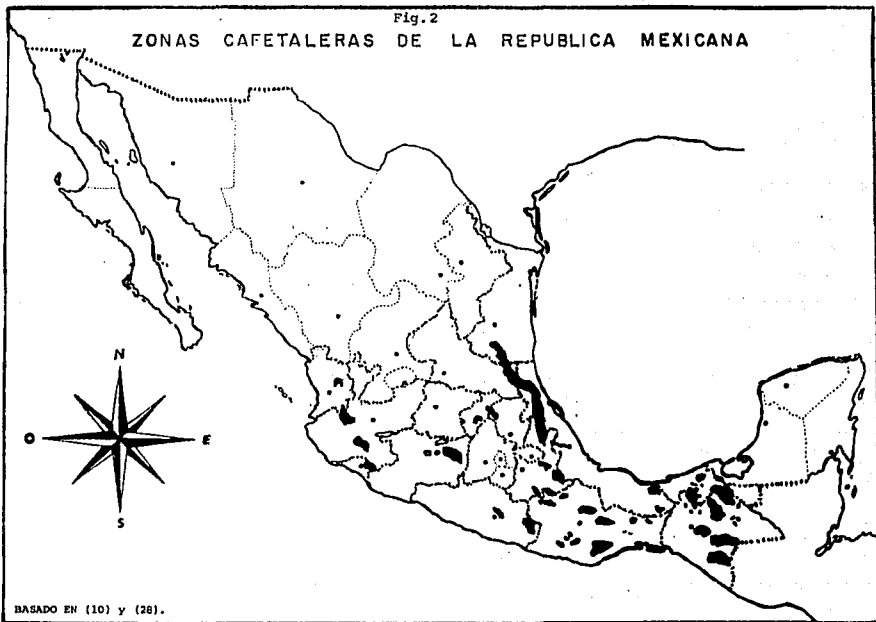 Fig.2
ZONAS CAFETALERAS DE LA REPUBLICA MEXICANA
N
O
E
S
BASADO EN (10) y (28).